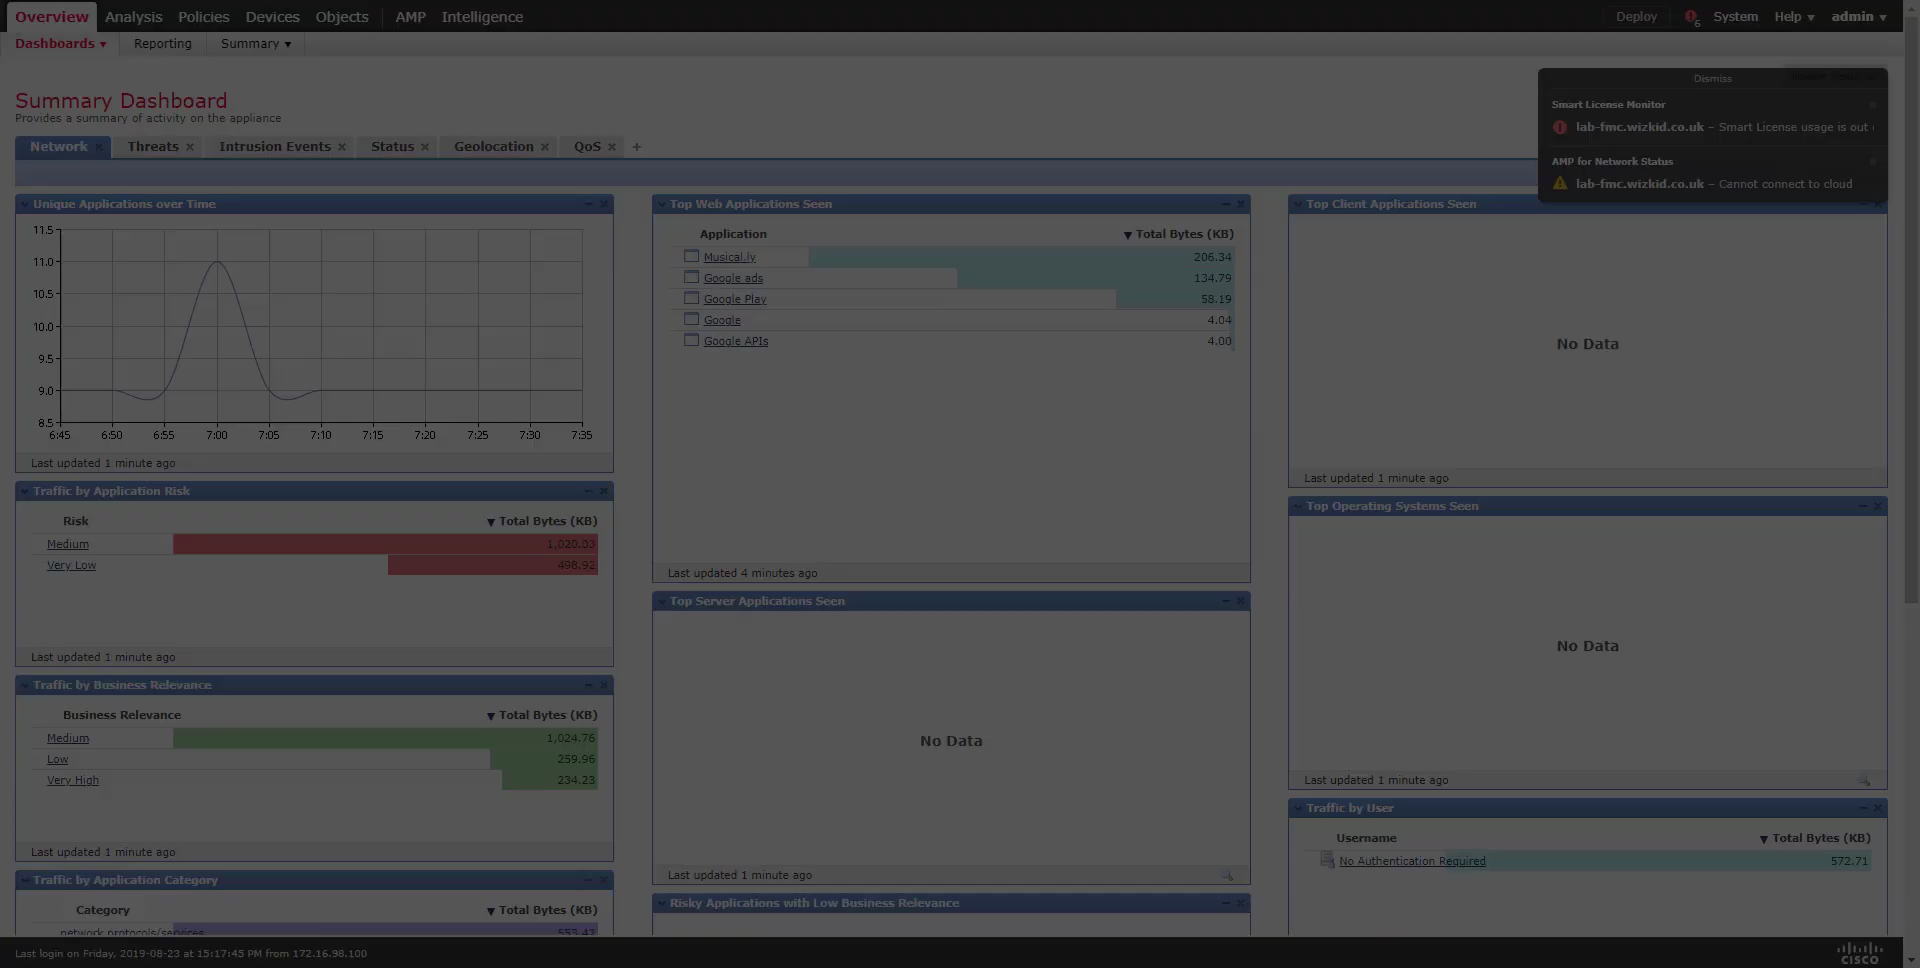 Overview Analysis Policies Devices Objects AMP Intelligence Deploy 6 System Help ▼ admin ▼
Dashboards ▼ Reporting Summary ▼
Dismiss
Smart License Monitor
lab-fmc.wizkid.co.uk – Smart License usage is out
AMP for Network Status
lab-fmc.wizkid.co.uk – Cannot connect to cloud
Summary Dashboard
Provides a summary of activity on the appliance
Network × Threats × Intrusion Events × Status × Geolocation × QoS × +
Unique Applications over Time
11.5
11.0
10.5
10.0
9.5
9.0
8.5
6:45 6:50 6:55 7:00 7:05 7:10 7:15 7:20 7:25 7:30 7:35
Last updated 1 minute ago
Traffic by Application Risk
Risk ▼ Total Bytes (KB)
Medium 1,020.03
Very Low 498.92
Last updated 1 minute ago
Traffic by Business Relevance
Business Relevance ▼ Total Bytes (KB)
Medium 1,024.76
Low 259.96
Very High 234.23
Last updated 1 minute ago
Traffic by Application Category
Category ▼ Total Bytes (KB)
network protocols/services 553.42
Top Web Applications Seen
Application ▼ Total Bytes (KB)
Musical.ly 206.34
Google ads 134.79
Google Play 58.19
Google 4.04
Google APIs 4.00
Last updated 4 minutes ago
Top Server Applications Seen
No Data
Last updated 1 minute ago
Risky Applications with Low Business Relevance
Top Client Applications Seen
No Data
Last updated 1 minute ago
Top Operating Systems Seen
No Data
Last updated 1 minute ago
Traffic by User
Username ▼ Total Bytes (KB)
No Authentication Required 572.71
Last login on Friday, 2019-08-23 at 15:17:45 PM from 172.16.98.100
CISCO